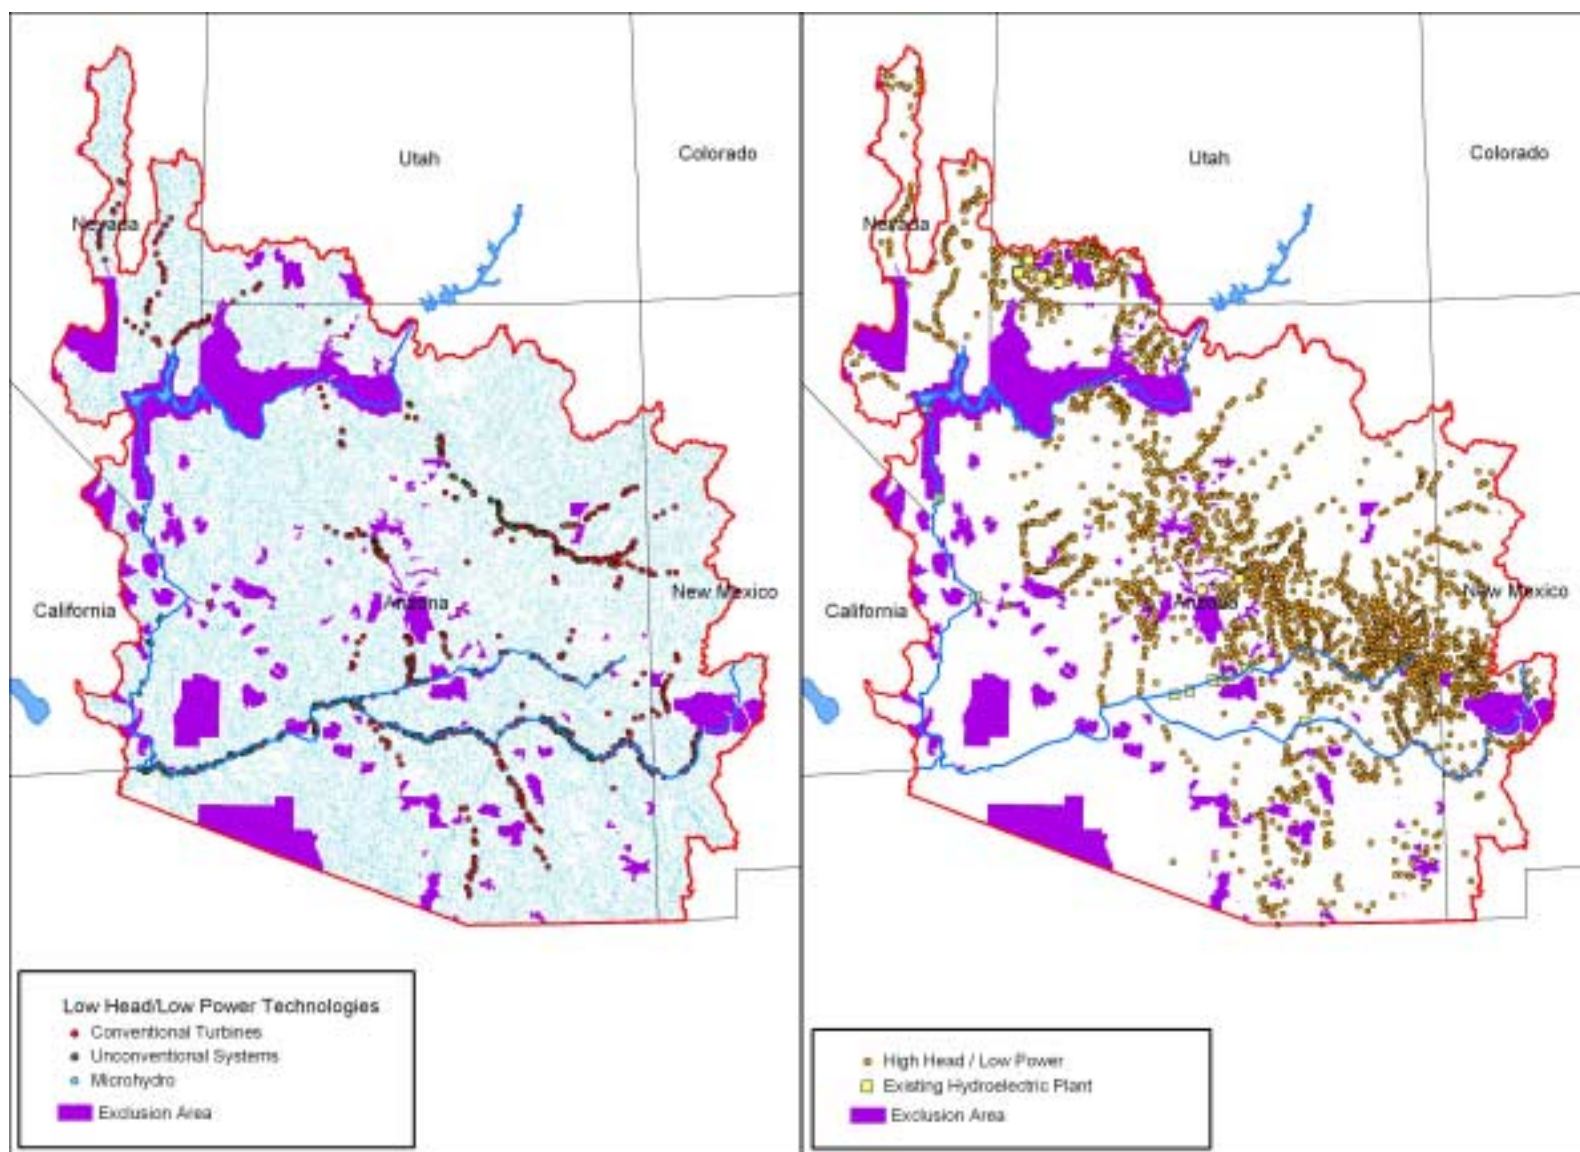 Utah
Colorado
Nevada
California
Arizona
New Mexico
Low Head/Low Power Technologies
Conventional Turbines
Unconventional Systems
Microhydro
Exclusion Area
Utah
Colorado
Nevada
California
Arizona
New Mexico
High Head / Low Power
Existing Hydroelectric Plant
Exclusion Area